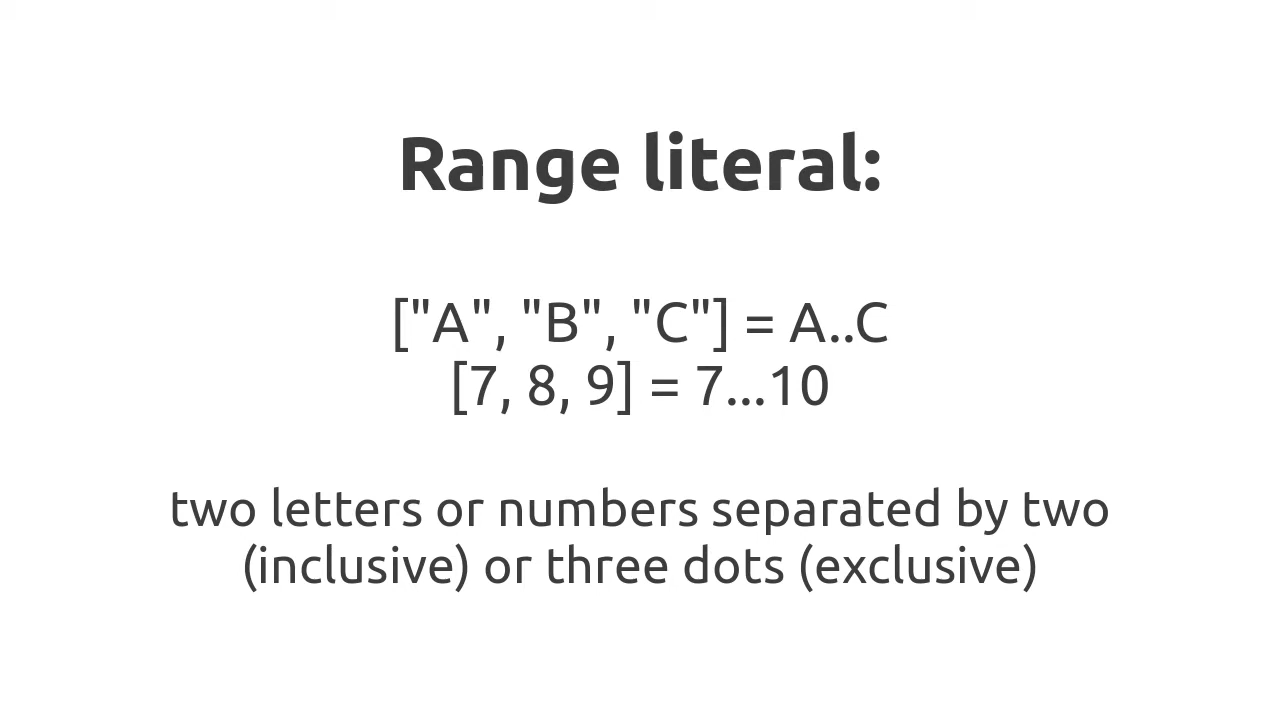 Range literal:
["A", "B", "C"] = A..C
[7, 8, 9] = 7...10
two letters or numbers separated by two
(inclusive) or three dots (exclusive)